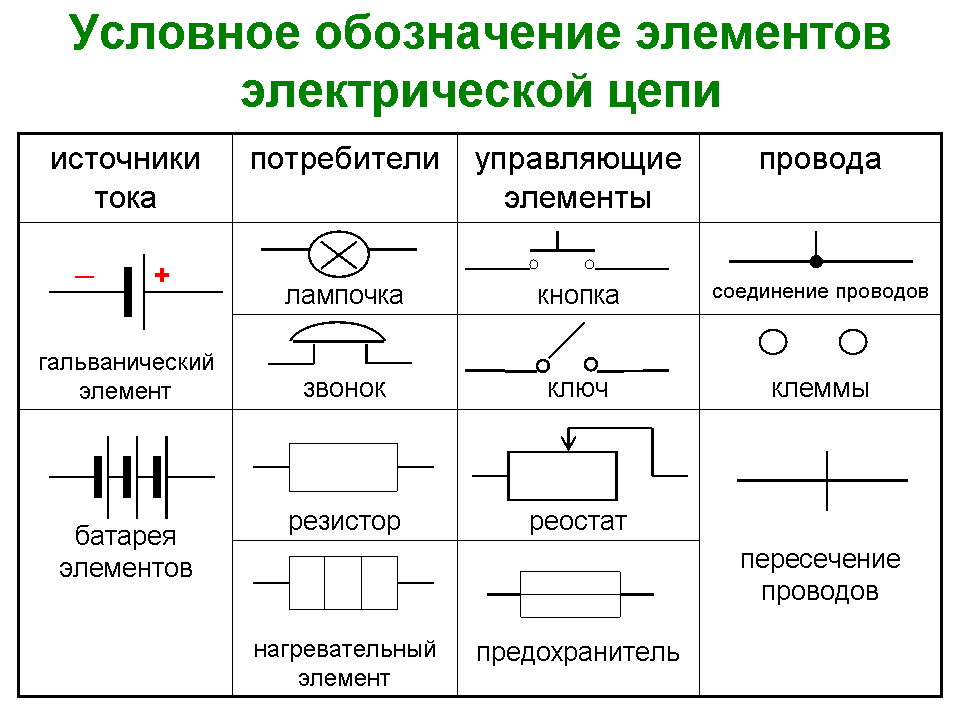 Условное обозначение элементов
электрической цепи
источники
тока
потребители
управляющие
элементы
провода
– +
гальванический
элемент
лампочка
кнопка
соединение проводов
звонок
ключ
клеммы
батарея
элементов
резистор
реостат
пересечение
проводов
нагревательный
элемент
предохранитель